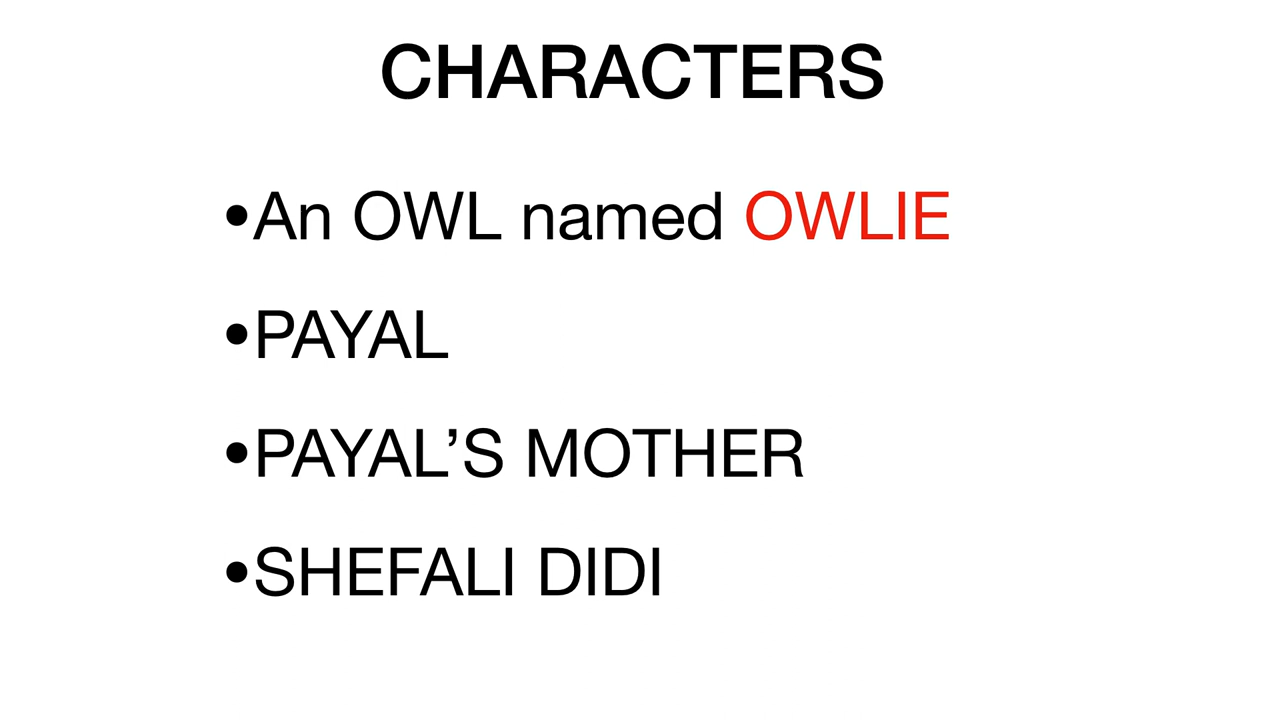 CHARACTERS
•An OWL named OWLIE
•PAYAL
•PAYAL’S MOTHER
•SHEFALI DIDI